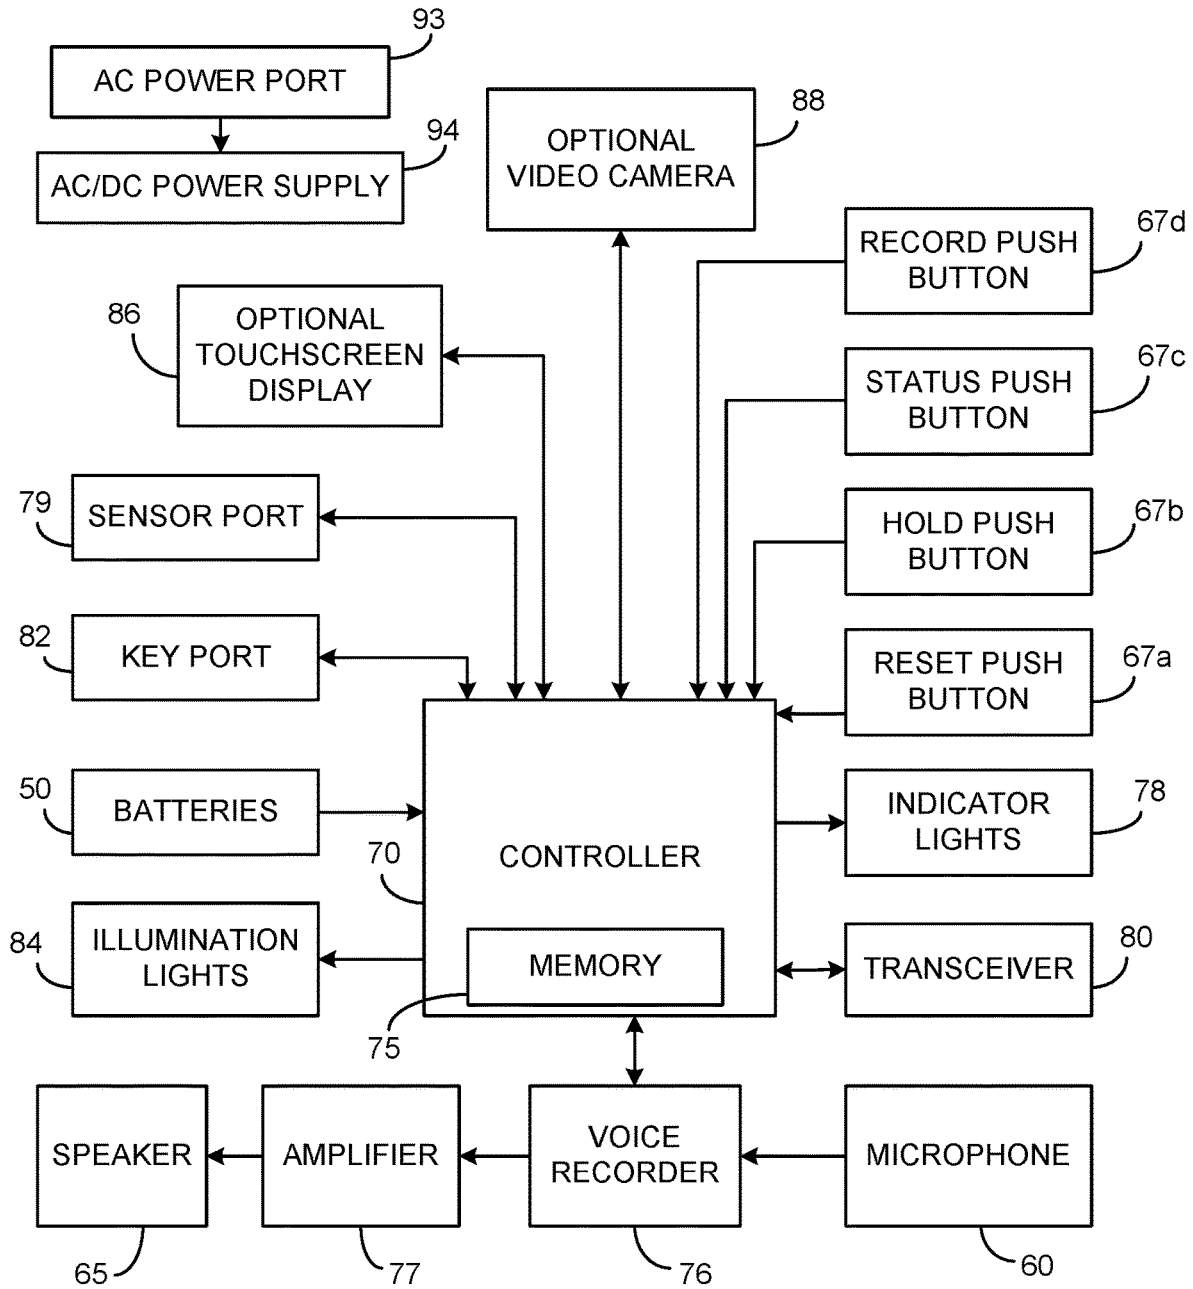 93
AC POWER PORT
94
AC/DC POWER SUPPLY
88
OPTIONAL
VIDEO CAMERA
67d
RECORD PUSH
BUTTON
86
OPTIONAL
TOUCHSCREEN
DISPLAY
67c
STATUS PUSH
BUTTON
79
SENSOR PORT
67b
HOLD PUSH
BUTTON
82
KEY PORT
67a
RESET PUSH
BUTTON
50
BATTERIES
78
INDICATOR
LIGHTS
70
CONTROLLER
84
ILLUMINATION
LIGHTS
MEMORY
75
80
TRANSCEIVER
SPEAKER
AMPLIFIER
VOICE
RECORDER
MICROPHONE
65
77
76
60